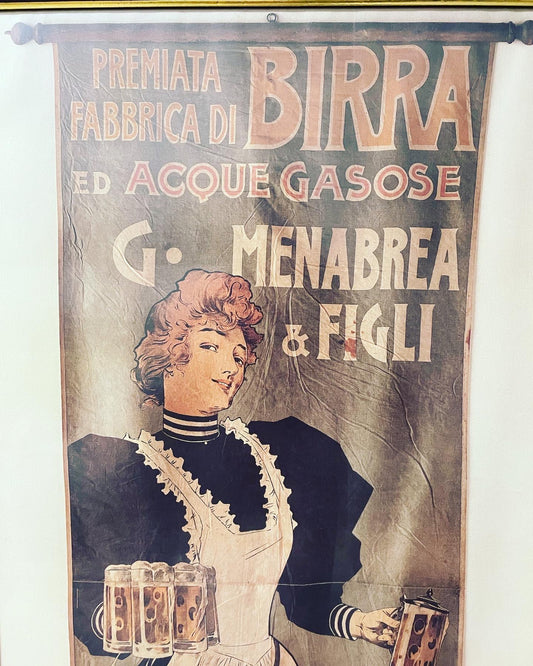 PREMIATA
FABBRICA DI BIRRA
ED ACQUE GASOSE
G. MENABREA
& FIGLI